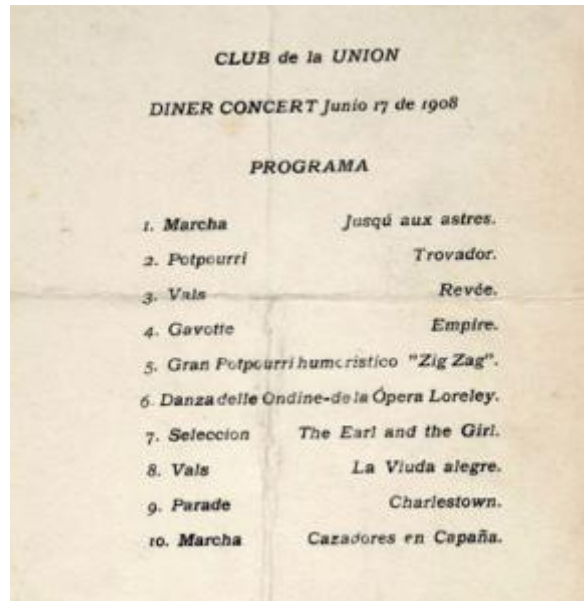 CLUB de la UNION
DINER CONCERT Junio 17 de 1908
PROGRAMA
1. Marcha Jusqú aux astres.
2. Potpourri Trovador.
3. Vals Revée.
4. Gavotte Empire.
5. Gran Potpourri humoristico "Zig Zag".
6. Danza delle Ondine-de la Ópera Loreley.
7. Seleccion The Earl and the Girl.
8. Vals La Viuda alegre.
9. Parade Charlestown.
10. Marcha Cazadores en Capaña.